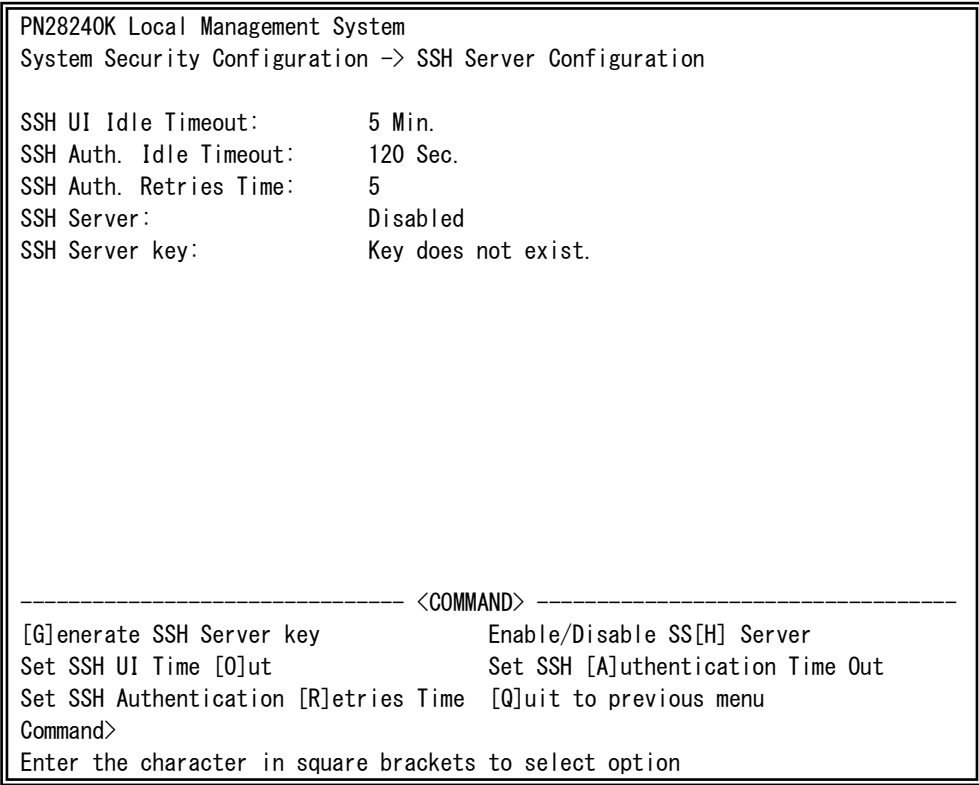 PN28240K Local Management System
System Security Configuration -> SSH Server Configuration
SSH UI Idle Timeout: 5 Min.
SSH Auth. Idle Timeout: 120 Sec.
SSH Auth. Retries Time: 5
SSH Server: Disabled
SSH Server key: Key does not exist.
-------------------------------- <COMMAND> -----------------------------------
[G]enerate SSH Server key Enable/Disable SS[H] Server
Set SSH UI Time [O]ut Set SSH [A]uthentication Time Out
Set SSH Authentication [R]etries Time [Q]uit to previous menu
Command>
Enter the character in square brackets to select option